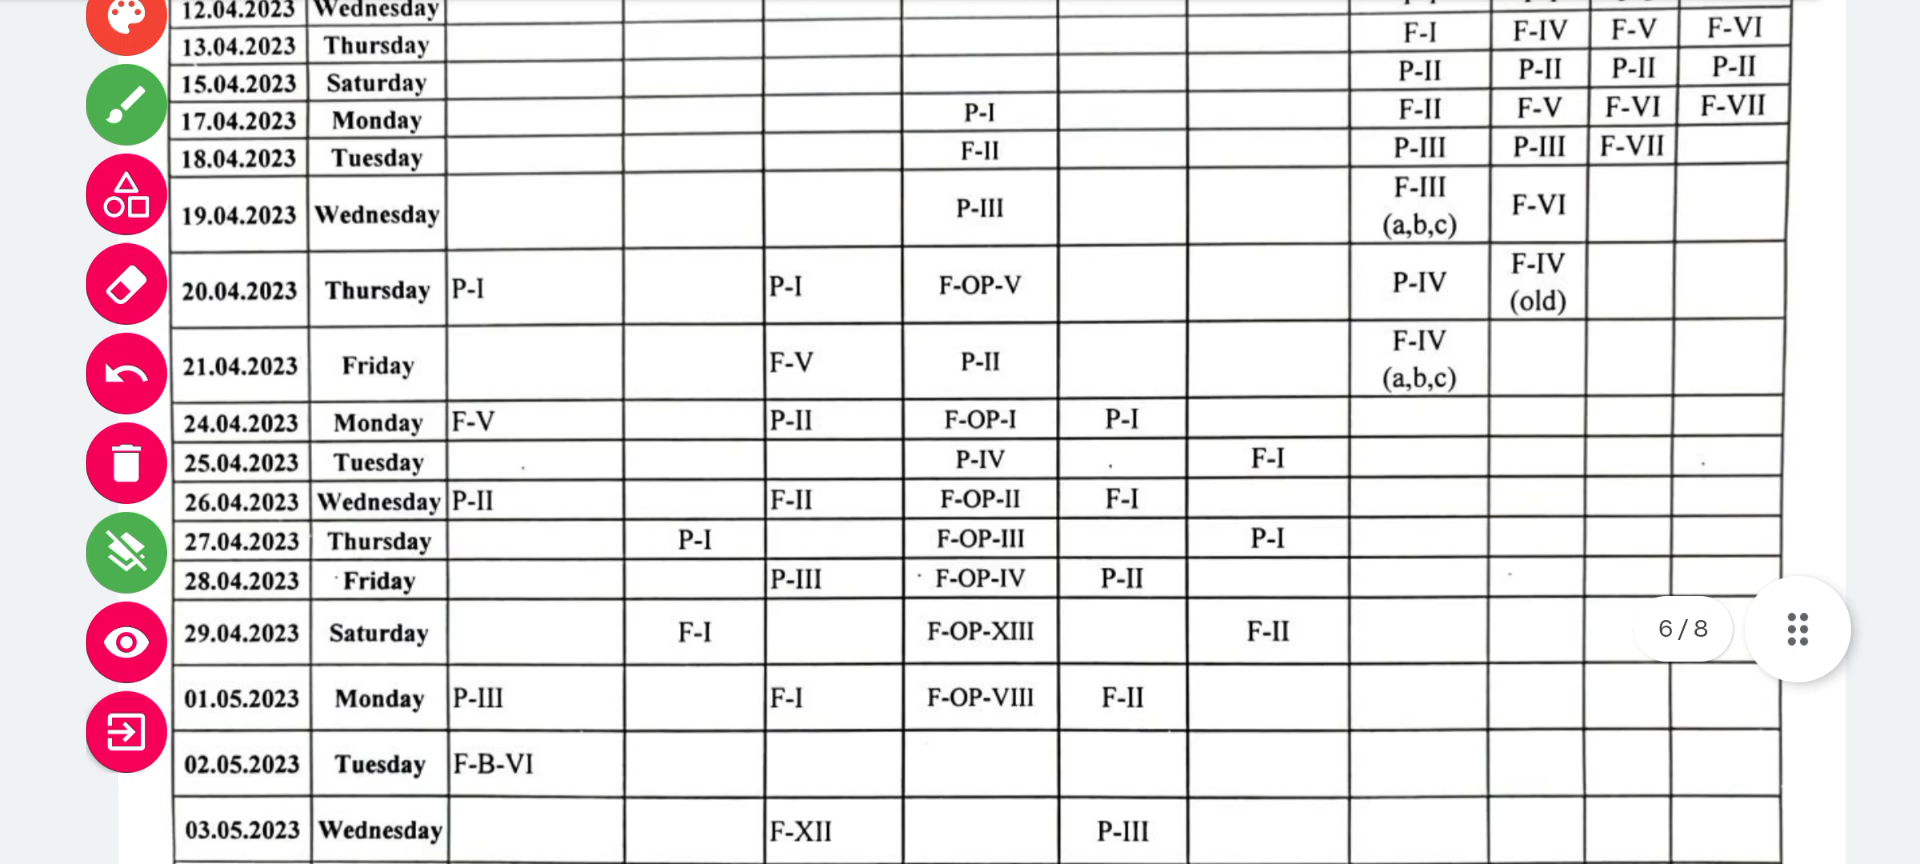 12.04.2023 Wednesday
13.04.2023 Thursday F-I F-IV F-V F-VI
15.04.2023 Saturday P-II P-II P-II P-II
17.04.2023 Monday P-I F-II F-V F-VI F-VII
18.04.2023 Tuesday F-II P-III P-III F-VII
19.04.2023 Wednesday P-III F-III (a,b,c) F-VI
20.04.2023 Thursday P-I P-I F-OP-V P-IV F-IV (old)
21.04.2023 Friday F-V P-II F-IV (a,b,c)
24.04.2023 Monday F-V P-II F-OP-I P-I
25.04.2023 Tuesday P-IV F-I
26.04.2023 Wednesday P-II F-II F-OP-II F-I
27.04.2023 Thursday P-I F-OP-III P-I
28.04.2023 Friday P-III F-OP-IV P-II
29.04.2023 Saturday F-I F-OP-XIII F-II
6/8
01.05.2023 Monday P-III F-I F-OP-VIII F-II
02.05.2023 Tuesday F-B-VI
03.05.2023 Wednesday F-XII P-III